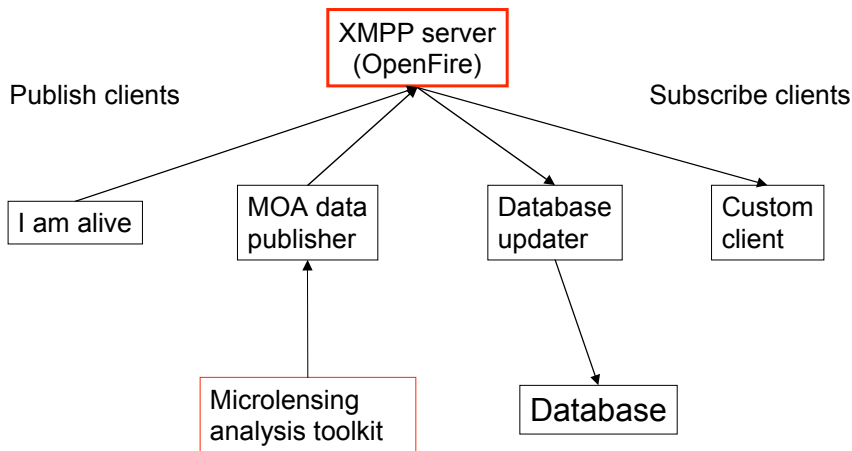 XMPP server
(OpenFire)
Publish clients
Subscribe clients
I am alive
MOA data
publisher
Database
updater
Custom
client
Microlensing
analysis toolkit
Database